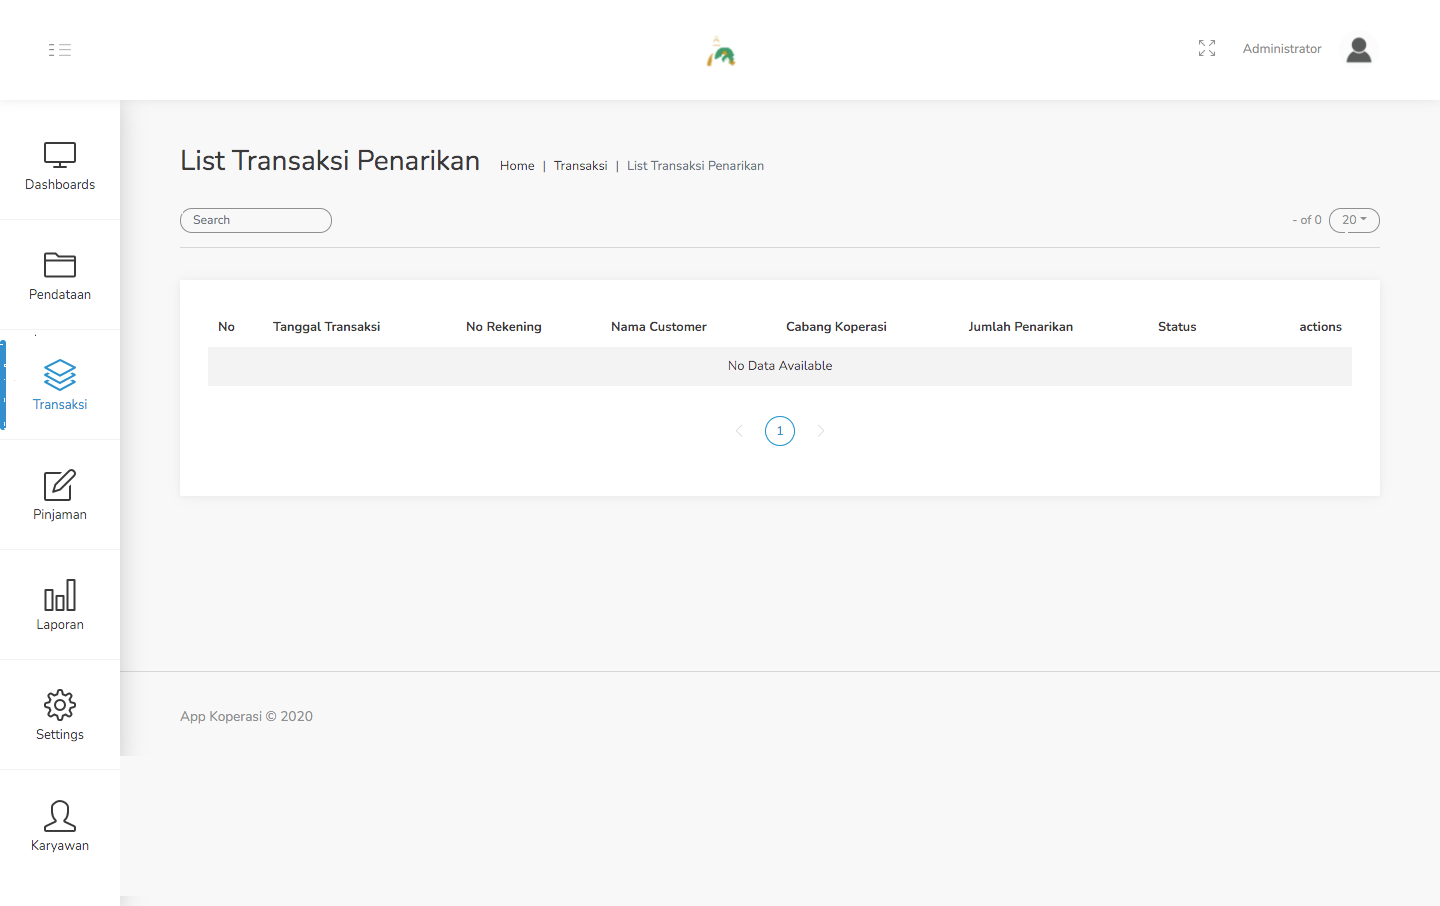 Administrator
Dashboards
Pendataan
Transaksi
Pinjaman
Laporan
Settings
Karyawan
List Transaksi Penarikan
Home | Transaksi | List Transaksi Penarikan
Search
- of 0 20
No Tanggal Transaksi No Rekening Nama Customer Cabang Koperasi Jumlah Penarikan Status actions
No Data Available
1
App Koperasi © 2020